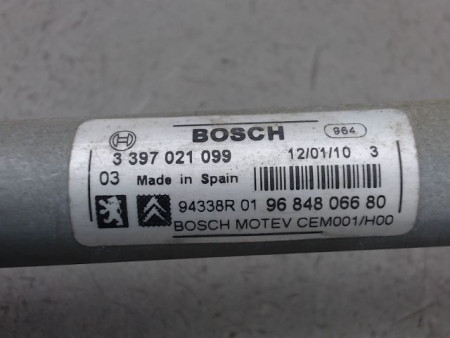 BOSCH 964
3 397 021 099 12/01/10 3
03 Made in Spain
94338R 01 96 848 066 80
BOSCH MOTEV CEM001/H00